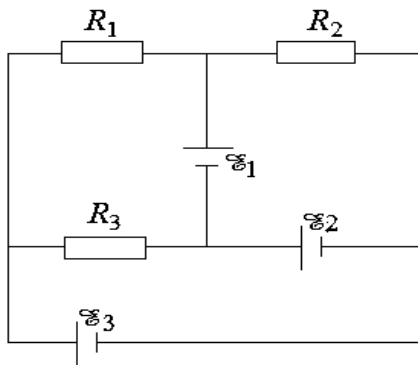 R₁ R₂
ℰ₁
R₃ ℰ₂
ℰ₃